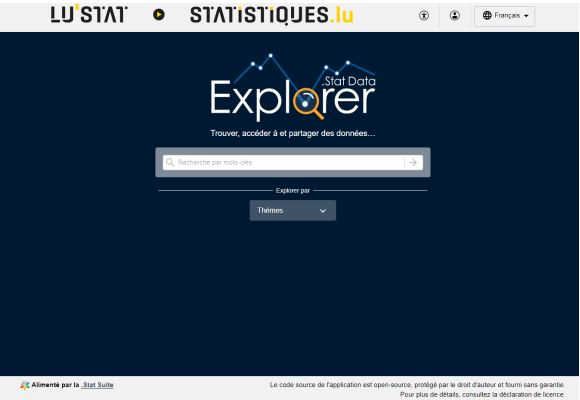 LU'STAT STATISTIQUES.lu Français
.Stat Data
Explorer
Trouver, accéder à et partager des données...
Recherche par mots-clés
Explorer par
Thèmes
Alimenté par la .Stat Suite
Le code source de l'application est open-source, protégé par le droit d'auteur et fourni sans garantie.
Pour plus de détails, consultez la déclaration de licence.